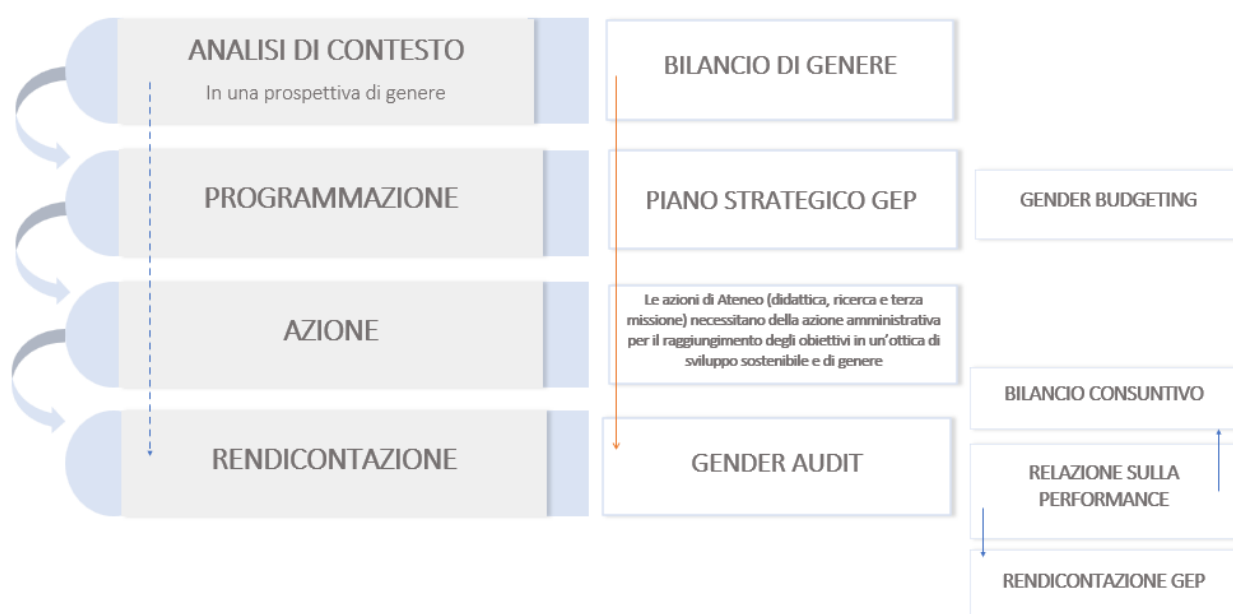 ANALISI DI CONTESTO
In una prospettiva di genere
BILANCIO DI GENERE
PROGRAMMAZIONE
PIANO STRATEGICO GEP
GENDER BUDGETING
AZIONE
Le azioni di Ateneo (didattica, ricerca e terza
missione) necessitano della azione amministrativa
per il raggiungimento degli obiettivi in un'ottica di
sviluppo sostenibile e di genere
BILANCIO CONSUNTIVO
RENDICONTAZIONE
GENDER AUDIT
RELAZIONE SULLA
PERFORMANCE
RENDICONTAZIONE GEP